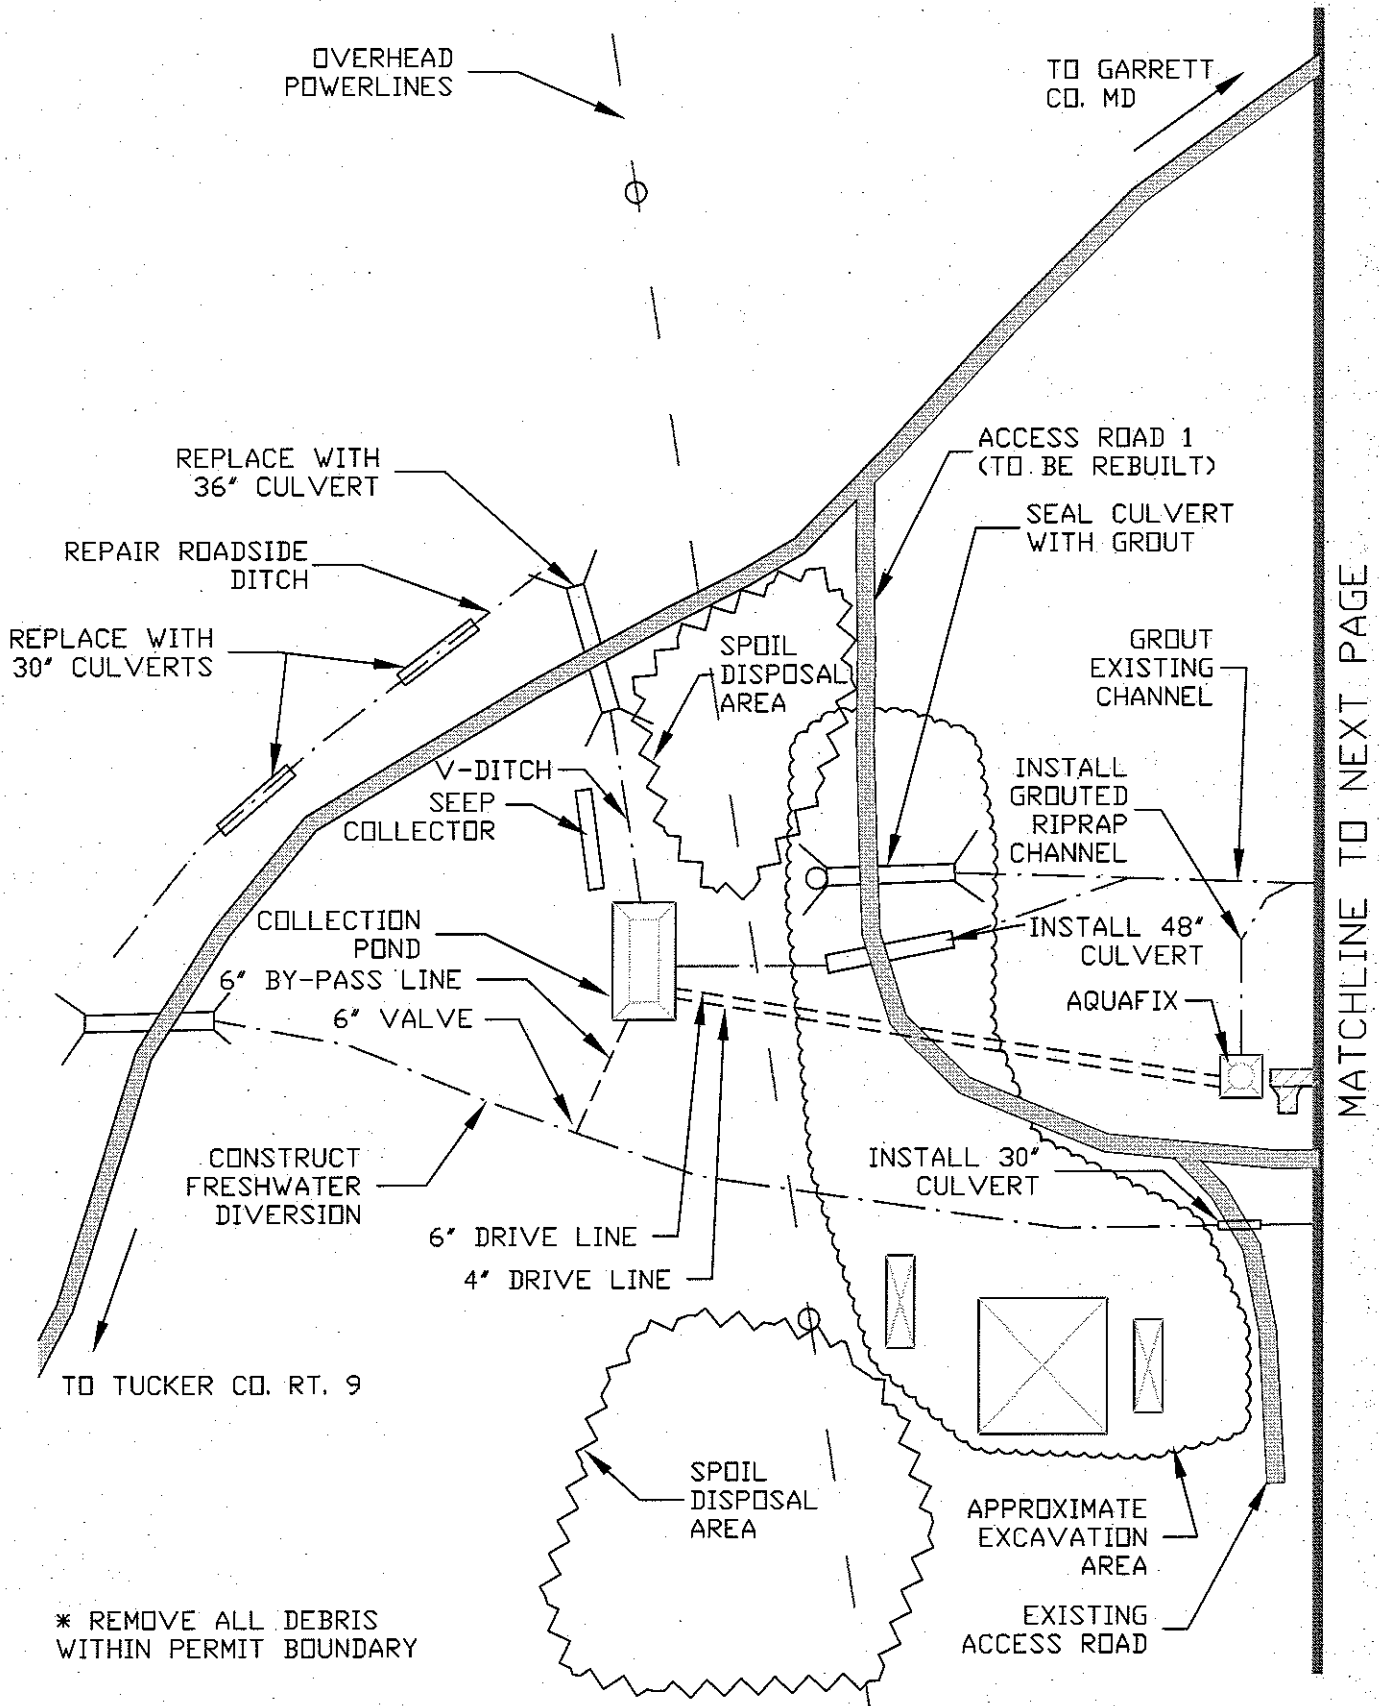 OVERHEAD
POWERLINES
TO GARRETT
CO. MD
REPLACE WITH
36" CULVERT
ACCESS ROAD 1
(TO BE REBUILT)
SEAL CULVERT
WITH GROUT
REPAIR ROADSIDE
DITCH
REPLACE WITH
30" CULVERTS
SPOIL
DISPOSAL
AREA
GROUT
EXISTING
CHANNEL
MATCHLINE TO NEXT PAGE
V-DITCH
SEEP
COLLECTOR
INSTALL
GROUTED
RIPRAP
CHANNEL
COLLECTION
POND
INSTALL 48"
CULVERT
6" BY-PASS LINE
6" VALVE
AQUAFIX
CONSTRUCT
FRESHWATER
DIVERSION
INSTALL 30"
CULVERT
6" DRIVE LINE
4" DRIVE LINE
TO TUCKER CO. RT. 9
SPOIL
DISPOSAL
AREA
APPROXIMATE
EXCAVATION
AREA
EXISTING
ACCESS ROAD
* REMOVE ALL DEBRIS
WITHIN PERMIT BOUNDARY